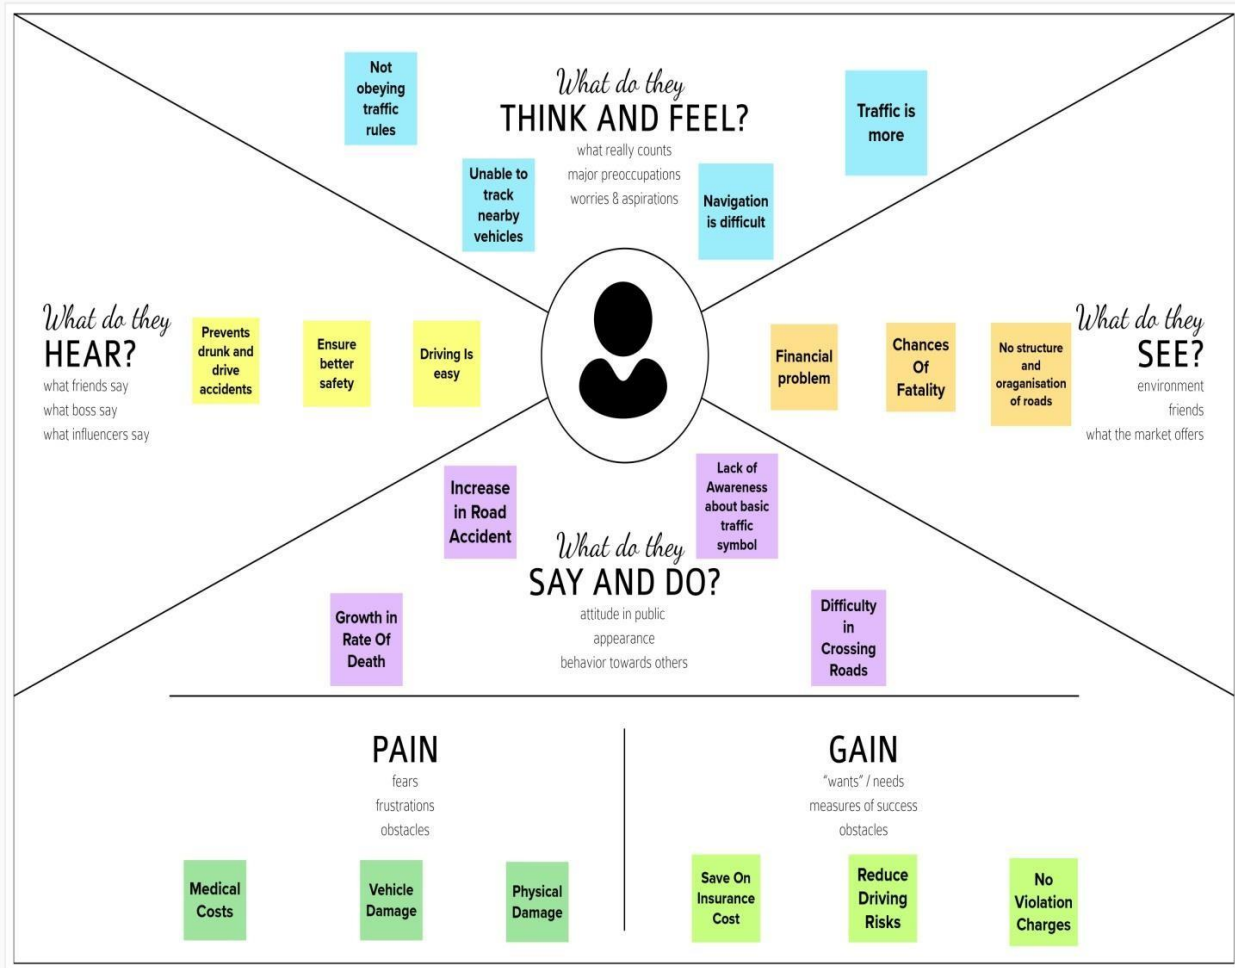 Not
obeying
traffic
rules
What do they
THINK AND FEEL?
what really counts
major preoccupations
worries & aspirations
Traffic is
more
Unable to
track
nearby
vehicles
Navigation
is difficult
What do they
HEAR?
what friends say
what boss say
what influencers say
Prevents
drunk and
drive
accidents
Ensure
better
safety
Driving Is
easy
Financial
problem
Chances
Of
Fatality
No structure
and
oraganisation
of roads
What do they
SEE?
environment
friends
what the market offers
Increase
in Road
Accident
Lack of
Awareness
about basic
traffic
symbol
What do they
SAY AND DO?
attitude in public
appearance
behavior towards others
Growth in
Rate Of
Death
Difficulty
in
Crossing
Roads
PAIN
fears
frustrations
obstacles
Medical
Costs
Vehicle
Damage
Physical
Damage
GAIN
"wants" / needs
measures of success
obstacles
Save On
Insurance
Cost
Reduce
Driving
Risks
No
Violation
Charges